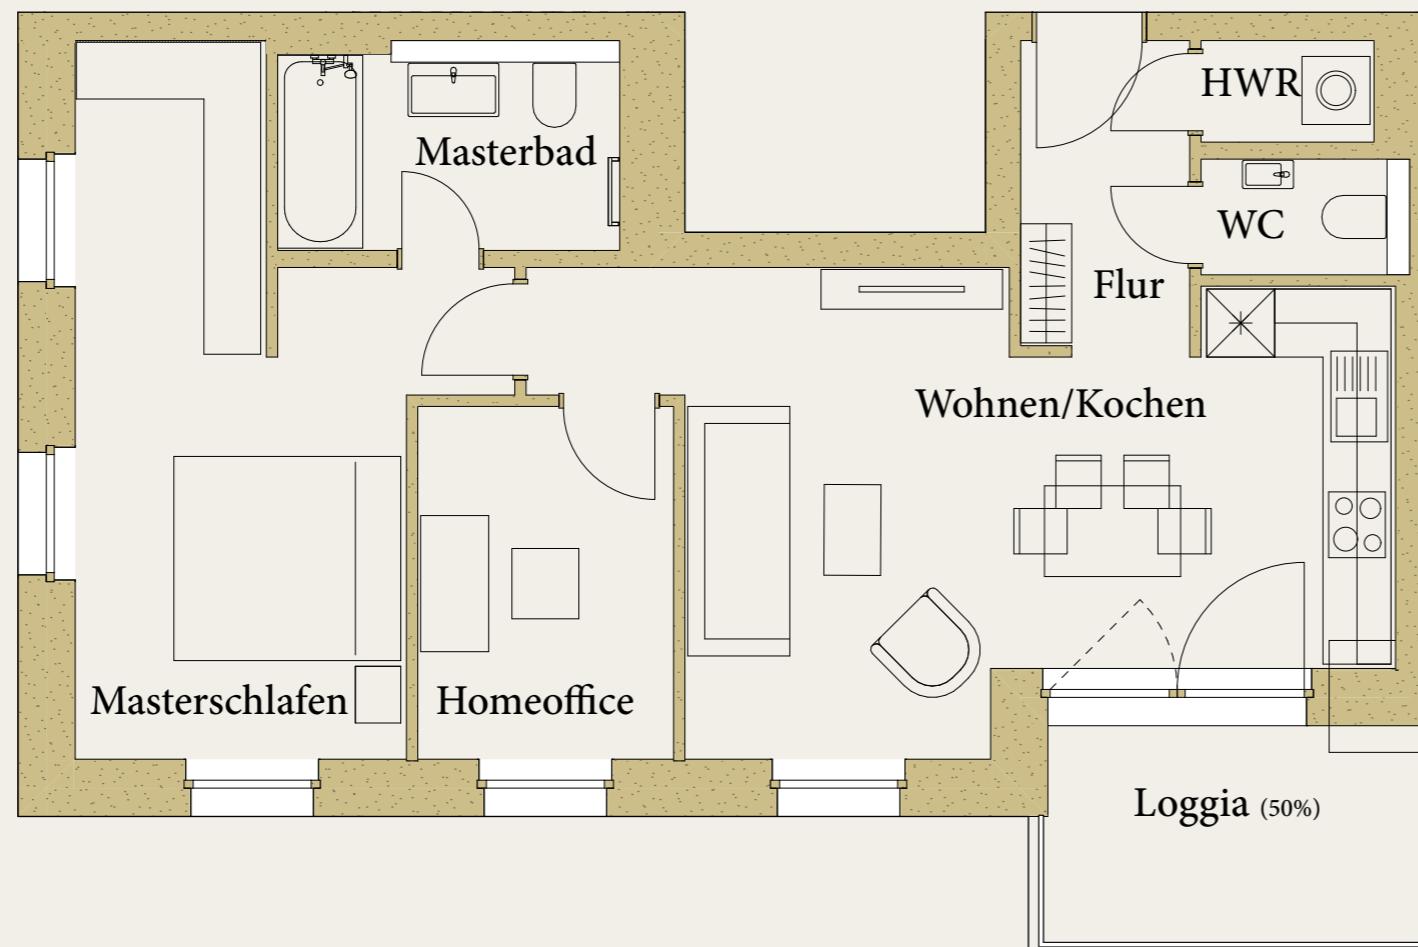 HWR
Masterbad
WC
Flur
Wohnen/Kochen
Masterschlafen
Homeoffice
Loggia (50%)